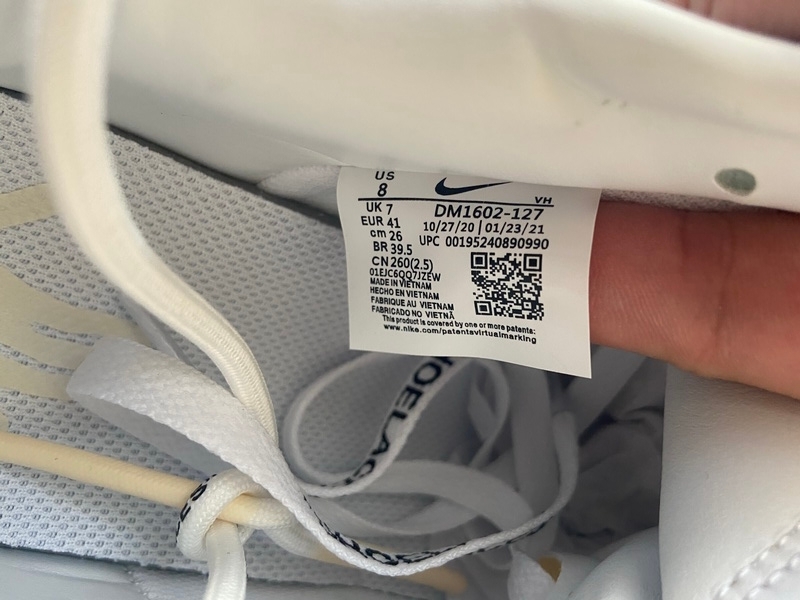 US
8
VH
UK 7
DM1602-127
EUR 41
10/27/20 | 01/23/21
cm 26
UPC 00195240890990
BR 39.5
CN 260(2.5)
01EJC6QQ7JZEW
MADE IN VIETNAM
HECHO EN VIETNAM
FABRIQUE AU VIETNAM
FABRICADO NO VIETNÃ
This product is covered by one or more patents:
www.nike.com/patentsvirtualmarking
HOELAC